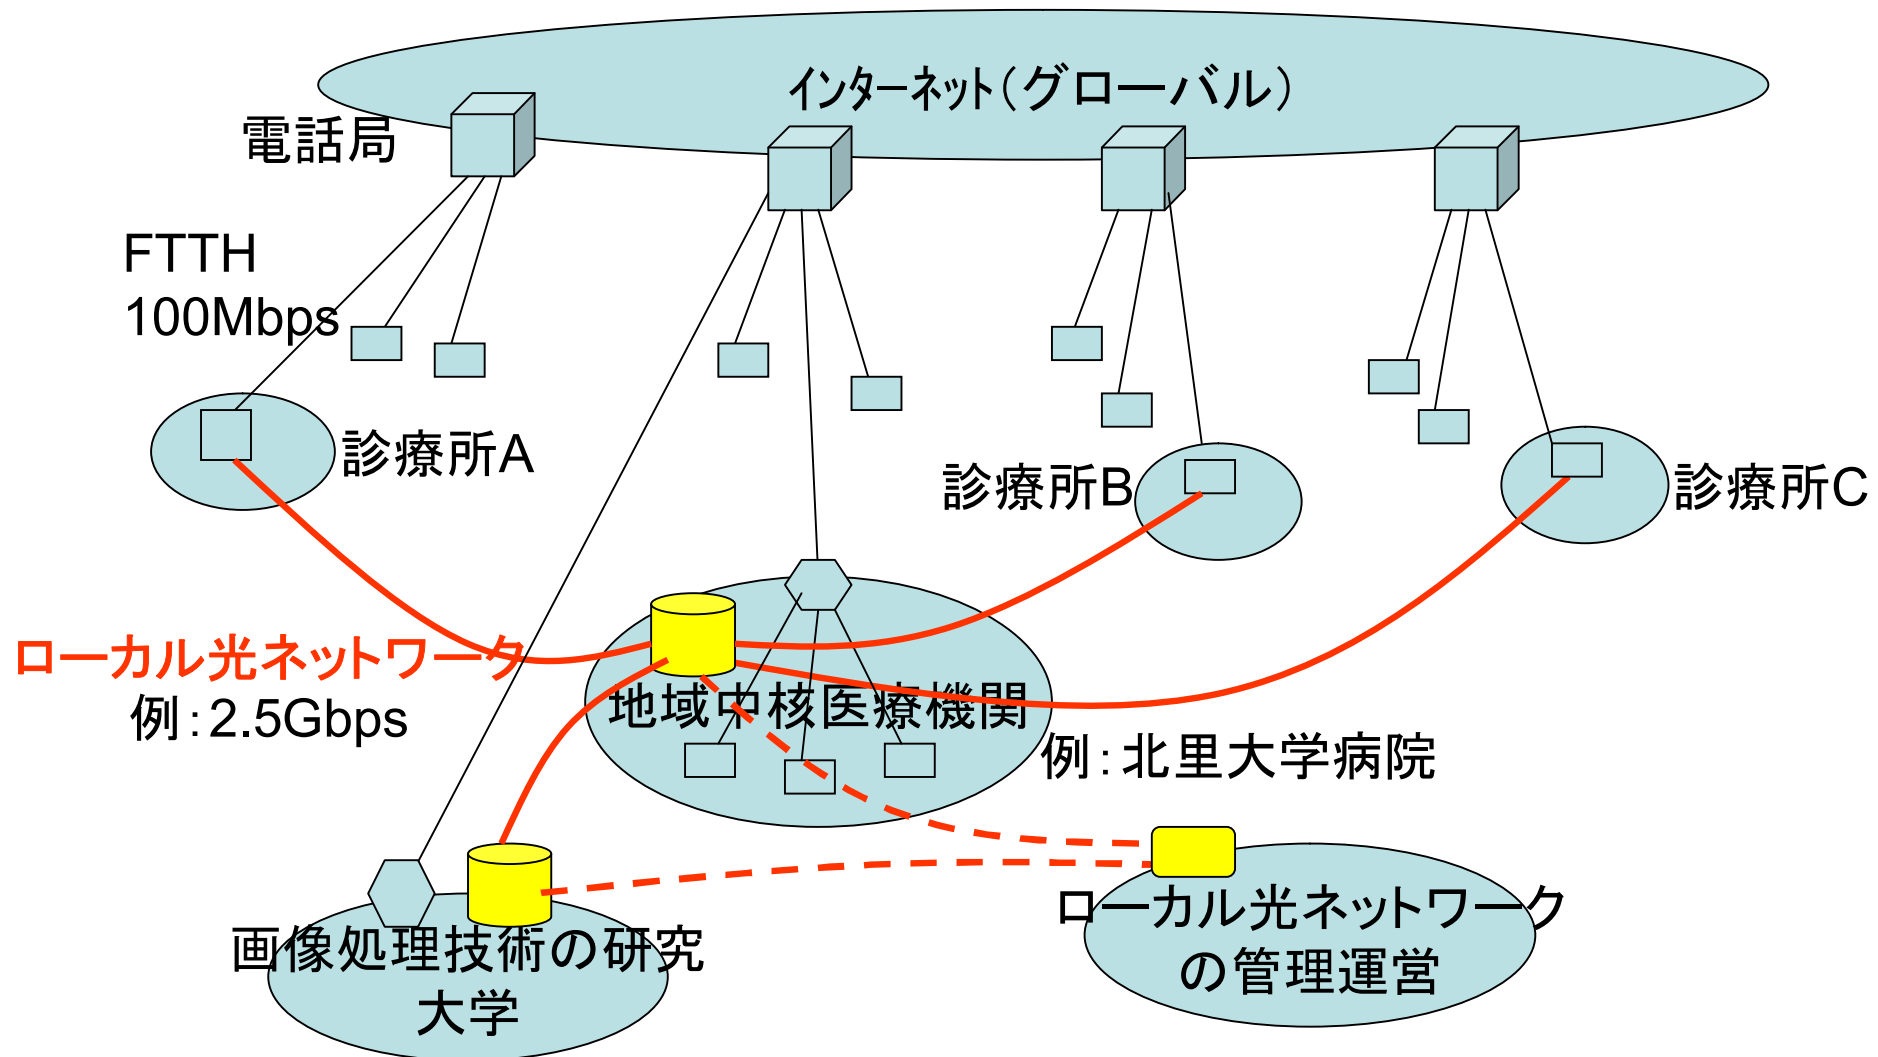 インターネット（グローバル）
電話局
FTTH
100Mbps
診療所A
診療所B
診療所C
ローカル光ネットワーク
例：2.5Gbps
地域中核医療機関
例：北里大学病院
画像処理技術の研究
大学
ローカル光ネットワーク
の管理運営